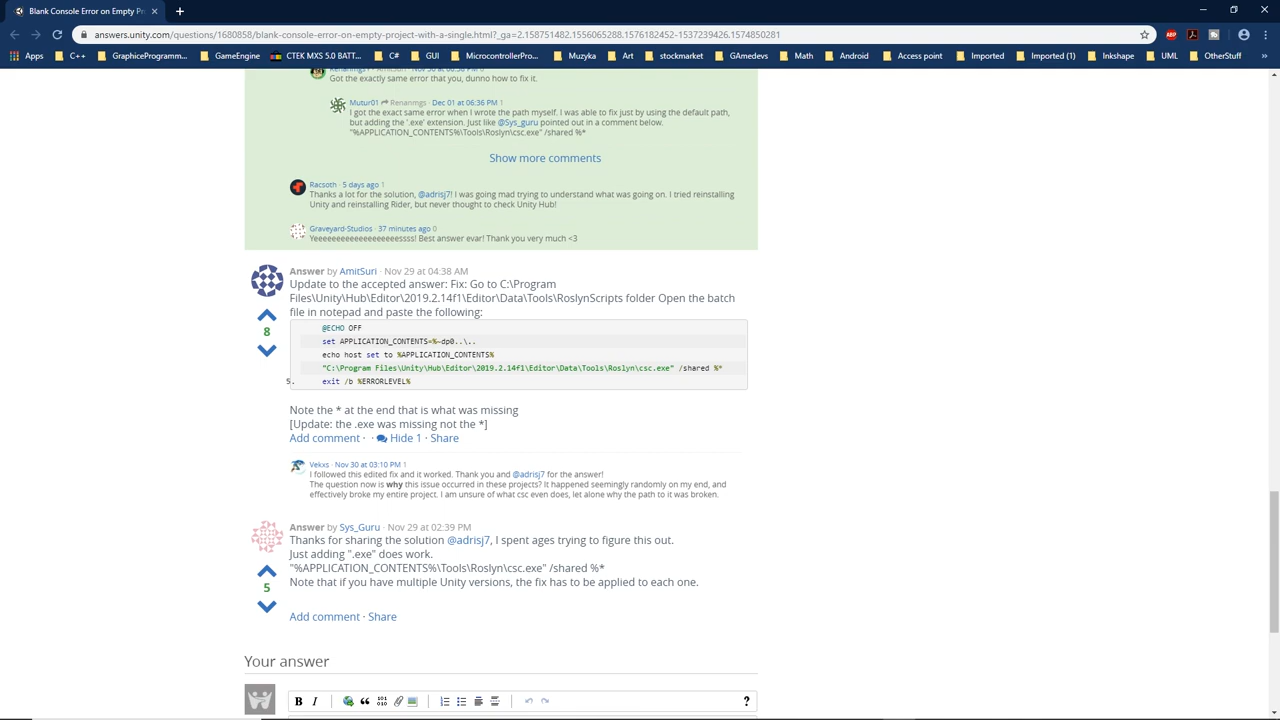 Blank Console Error on Empty Pr
answers.unity.com/questions/1680858/blank-console-error-on-empty-project-with-a-single.html?_ga=2.158751482.1556065288.1576182452-1537239426.1574850281
Apps C++ GraphiceProgramm... GameEngine CTEK MXS 5.0 BATT... C# GUI MicrocontrollerPro... Muzyka Art stockmarket GAmedevs Math Android Access point Imported Imported (1) Inkshape UML OtherStuff »
Got the exactly same error that you, dunno how to fix it.
Mutur01 Renanmgs · Dec 01 at 06:36 PM 1
I got the exact same error when I wrote the path myself. I was able to fix just by using the default path,
but adding the '.exe' extension. Just like @Sys_guru pointed out in a comment below.
"%APPLICATION_CONTENTS%\Tools\Roslyn\csc.exe" /shared %*
Show more comments
Racsoth · 5 days ago 1
Thanks a lot for the solution, @adrisj7! I was going mad trying to understand what was going on. I tried reinstalling
Unity and reinstalling Rider, but never thought to check Unity Hub!
Graveyard-Studios · 37 minutes ago 0
Yeeeeeeeeeeeeeeeeeeessss! Best answer evar! Thank you very much <3
Answer by AmitSuri · Nov 29 at 04:38 AM
Update to the accepted answer: Fix: Go to C:\Program
Files\Unity\Hub\Editor\2019.2.14f1\Editor\Data\Tools\RoslynScripts folder Open the batch
file in notepad and paste the following:
8
@ECHO OFF
set APPLICATION_CONTENTS=%~dp0..\..
echo host set to %APPLICATION_CONTENTS%
"C:\Program Files\Unity\Hub\Editor\2019.2.14f1\Editor\Data\Tools\Roslyn\csc.exe" /shared %*
5. exit /b %ERRORLEVEL%
Note the * at the end that is what was missing
[Update: the .exe was missing not the *]
Add comment · · Hide 1 · Share
Vekxs · Nov 30 at 03:10 PM 1
I followed this edited fix and it worked. Thank you and @adrisj7 for the answer!
The question now is why this issue occurred in these projects? It happened seemingly randomly on my end, and
effectively broke my entire project. I am unsure of what csc even does, let alone why the path to it was broken.
Answer by Sys_Guru · Nov 29 at 02:39 PM
Thanks for sharing the solution @adrisj7, I spent ages trying to figure this out.
Just adding ".exe" does work.
"%APPLICATION_CONTENTS%\Tools\Roslyn\csc.exe" /shared %*
Note that if you have multiple Unity versions, the fix has to be applied to each one.
5
Add comment · Share
Your answer
B I ?